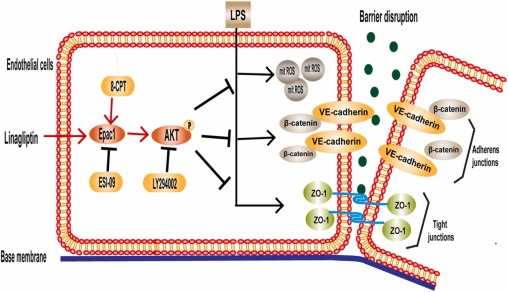 LPS
Barrier disruption
Endothelial cells
8-CPT
mit ROS
mit ROS
mit ROS
Linagliptin
Epac1
AKT
P
β-catenin
VE-cadherin
VE-cadherin
β-catenin
β-catenin
VE-cadherin
β-catenin
VE-cadherin
Adherens
junctions
ESI-09
LY294002
ZO-1
ZO-1
ZO-1
ZO-1
Tight
junctions
Base membrane